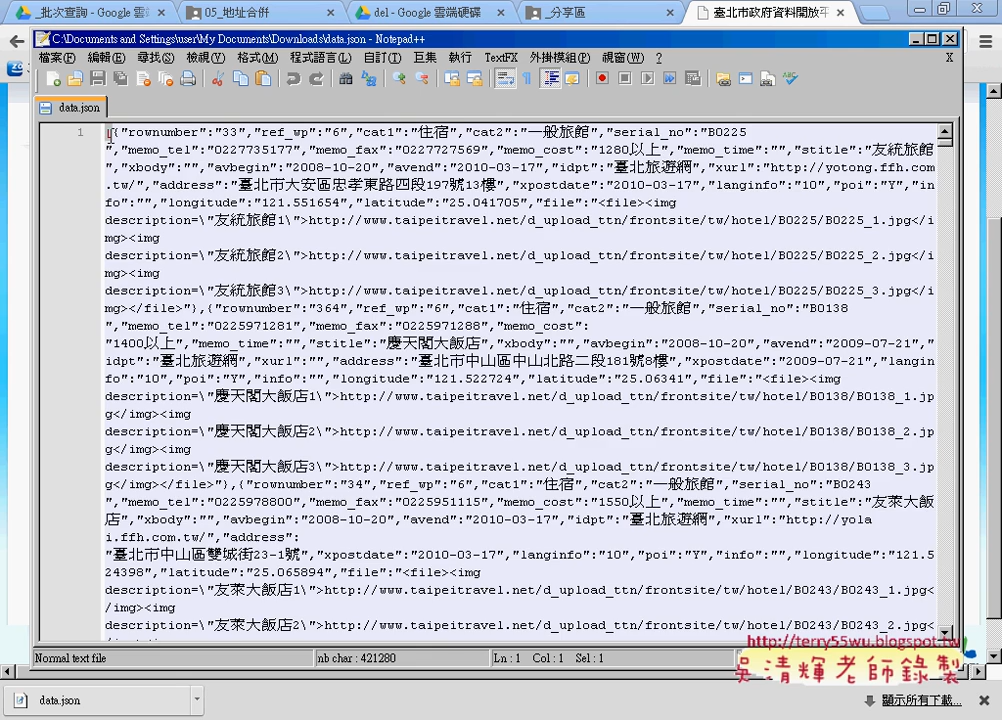 _批次查詢 - Google 雲
05_地址合併
del - Google 雲端硬碟
_分享區
臺北市政府資料開放平
C:\Documents and Settings\user\My Documents\Downloads\data.json - Notepad++
檔案(F) 編輯(E) 尋找(S) 檢視(V) 格式(M) 程式語言(L) 自訂(T) 巨集 執行 TextFX 外掛模組(P) 視窗(W) ? X
data.json
1 [{"rownumber":"33","ref_wp":"6","cat1":"住宿","cat2":"一般旅館","serial_no":"B0225
","memo_tel":"0227735177","memo_fax":"0227727569","memo_cost":"1280以上","memo_time":"","stitle":"友統旅館
","xbody":"","avbegin":"2008-10-20","avend":"2010-03-17","idpt":"臺北旅遊網","xurl":"http://yotong.ffh.com
.tw/","address":"臺北市大安區忠孝東路四段197號13樓","xpostdate":"2010-03-17","langinfo":"10","poi":"Y","in
fo":"","longitude":"121.551654","latitude":"25.041705","file":"<file><img
description=\"友統旅館1\">http://www.taipeitravel.net/d_upload_ttn/frontsite/tw/hotel/B0225/B0225_1.jpg</i
mg><img
description=\"友統旅館2\">http://www.taipeitravel.net/d_upload_ttn/frontsite/tw/hotel/B0225/B0225_2.jpg</i
mg><img
description=\"友統旅館3\">http://www.taipeitravel.net/d_upload_ttn/frontsite/tw/hotel/B0225/B0225_3.jpg</i
mg></file>"},{"rownumber":"364","ref_wp":"6","cat1":"住宿","cat2":"一般旅館","serial_no":"B0138
","memo_tel":"0225971281","memo_fax":"0225971288","memo_cost":
"1400以上","memo_time":"","stitle":"慶天閣大飯店","xbody":"","avbegin":"2008-10-20","avend":"2009-07-21","
idpt":"臺北旅遊網","xurl":"","address":"臺北市中山區中山北路二段181號8樓","xpostdate":"2009-07-21","langin
fo":"10","poi":"Y","info":"","longitude":"121.522724","latitude":"25.06341","file":"<file><img
description=\"慶天閣大飯店1\">http://www.taipeitravel.net/d_upload_ttn/frontsite/tw/hotel/B0138/B0138_1.jp
g</img><img
description=\"慶天閣大飯店2\">http://www.taipeitravel.net/d_upload_ttn/frontsite/tw/hotel/B0138/B0138_2.jp
g</img><img
description=\"慶天閣大飯店3\">http://www.taipeitravel.net/d_upload_ttn/frontsite/tw/hotel/B0138/B0138_3.jp
g</img></file>"},{"rownumber":"34","ref_wp":"6","cat1":"住宿","cat2":"一般旅館","serial_no":"B0243
","memo_tel":"0225978800","memo_fax":"0225951115","memo_cost":"1550以上","memo_time":"","stitle":"友萊大飯
店","xbody":"","avbegin":"2008-10-20","avend":"2010-03-17","idpt":"臺北旅遊網","xurl":"http://yola
i.ffh.com.tw/","address":
"臺北市中山區雙城街23-1號","xpostdate":"2010-03-17","langinfo":"10","poi":"Y","info":"","longitude":"121.5
24398","latitude":"25.065894","file":"<file><img
description=\"友萊大飯店1\">http://www.taipeitravel.net/d_upload_ttn/frontsite/tw/hotel/B0243/B0243_1.jpg<
/img><img
description=\"友萊大飯店2\">http://www.taipeitravel.net/d_upload_ttn/frontsite/tw/hotel/B0243/B0243_2.jpg<
Normal text file nb char : 421280 Ln : 1 Col : 1 Sel : 1
http://terry55wu.blogspot.tw
吳清輝老師錄製
data.json
顯示所有下載...